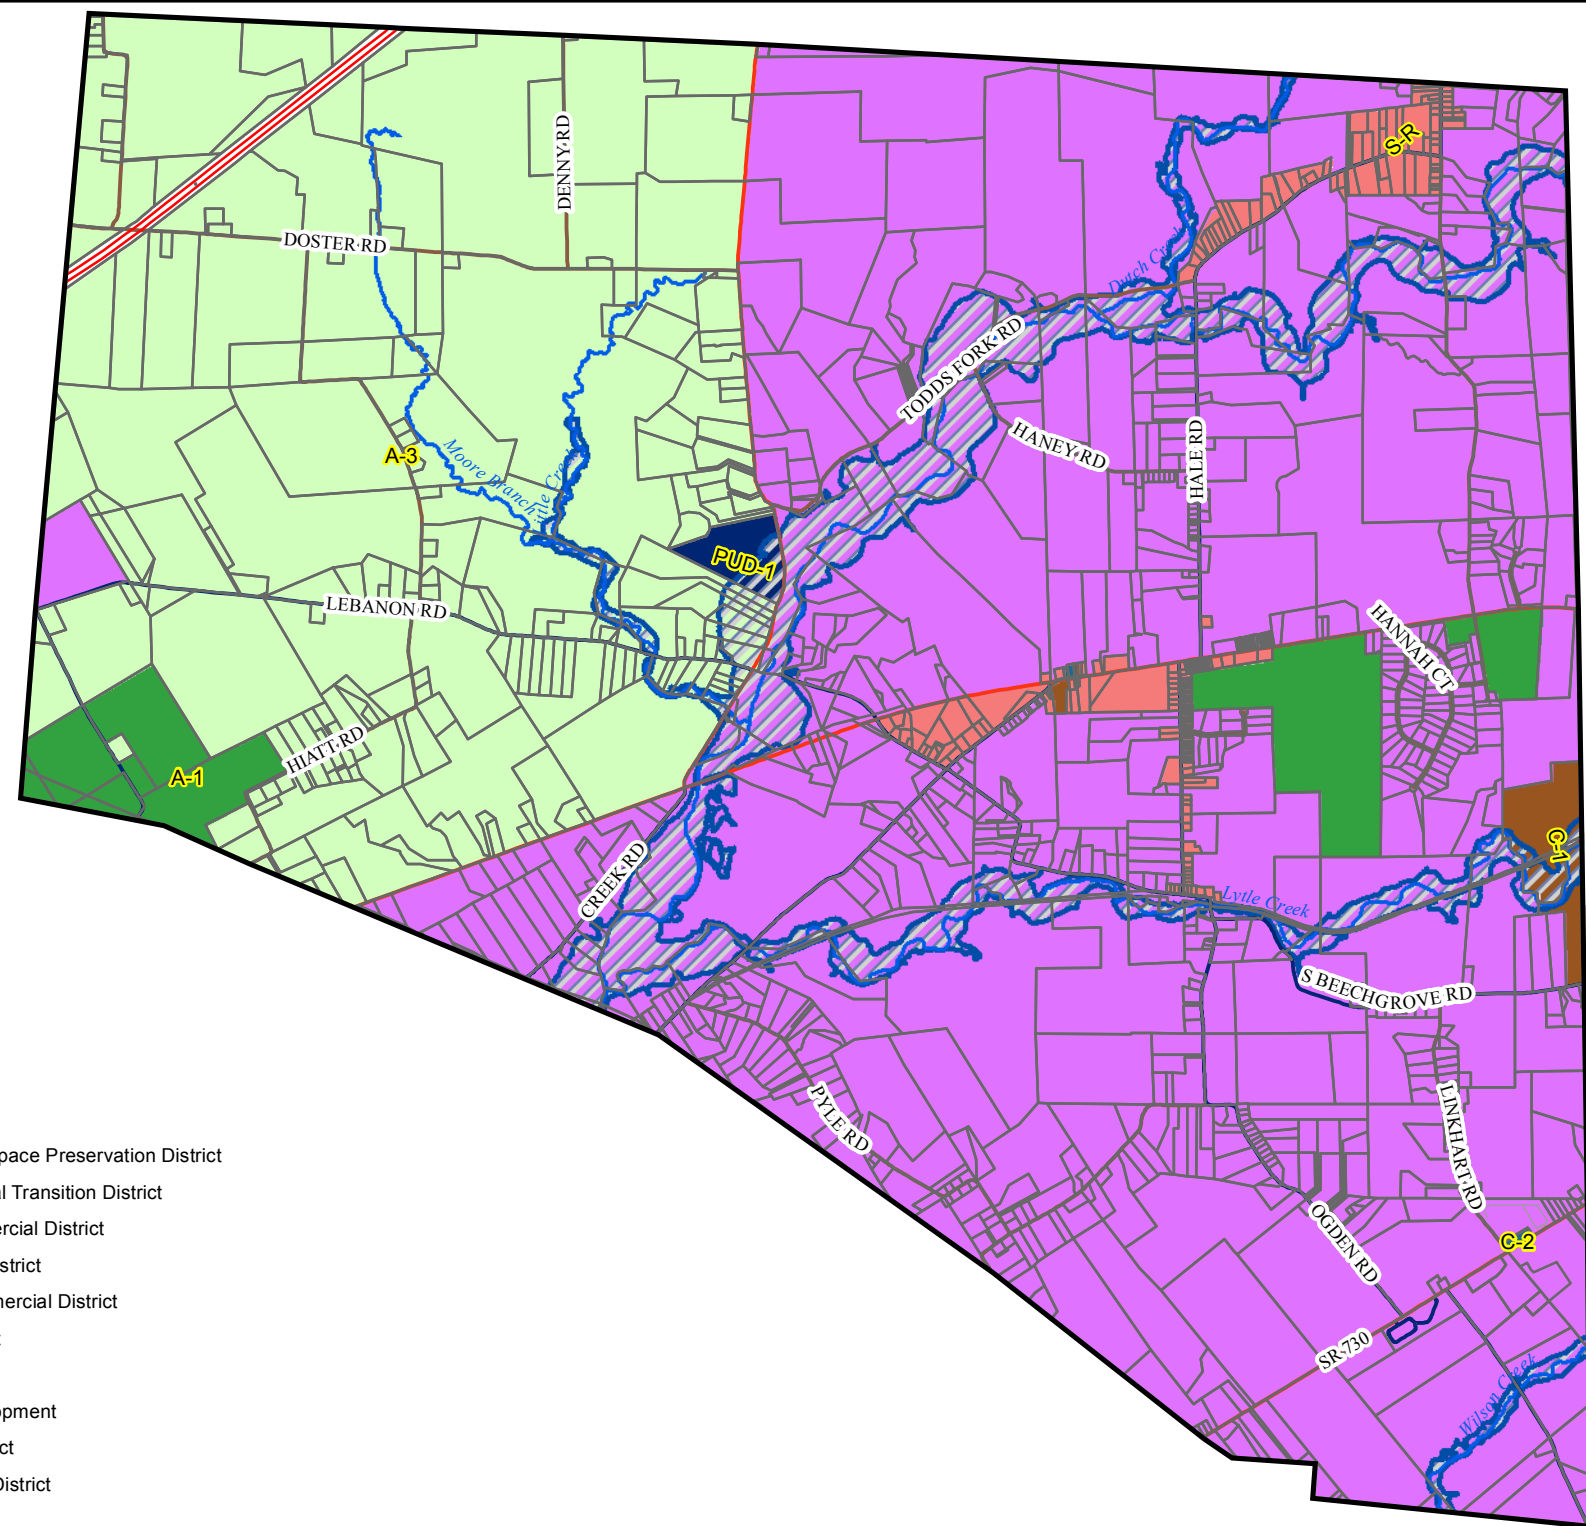 S-R
DENNY RD
DOSTER RD
Dutch Creek
TODDS FORK RD
HANEY RD
HALE RD
A-3
Moore Branch
Creek
PUD-1
LEBANON RD
HANNAH CT
HIATT RD
A-1
C-1
CREEK RD
Lytle Creek
S BEECHGROVE RD
PYLE RD
LINKHART RD
OGDEN RD
C-2
SR-730
Wilson Creek
pace Preservation District
l Transition District
ercial District
strict
mercial District
opment
ct
District